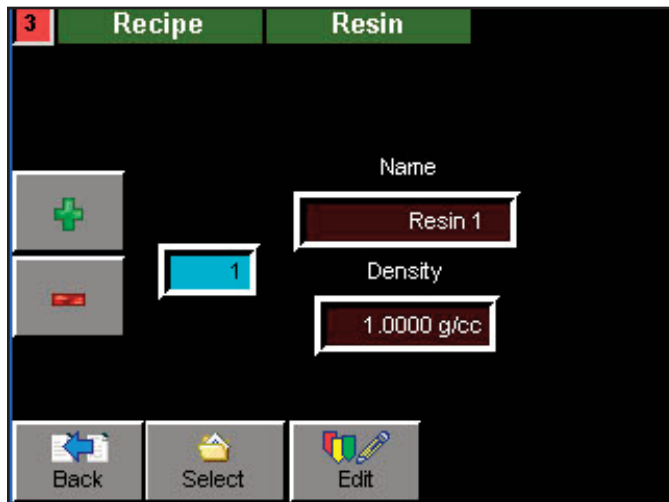 3 Recipe Resin
Name
Resin 1
1
Density
1.0000 g/cc
Back Select Edit